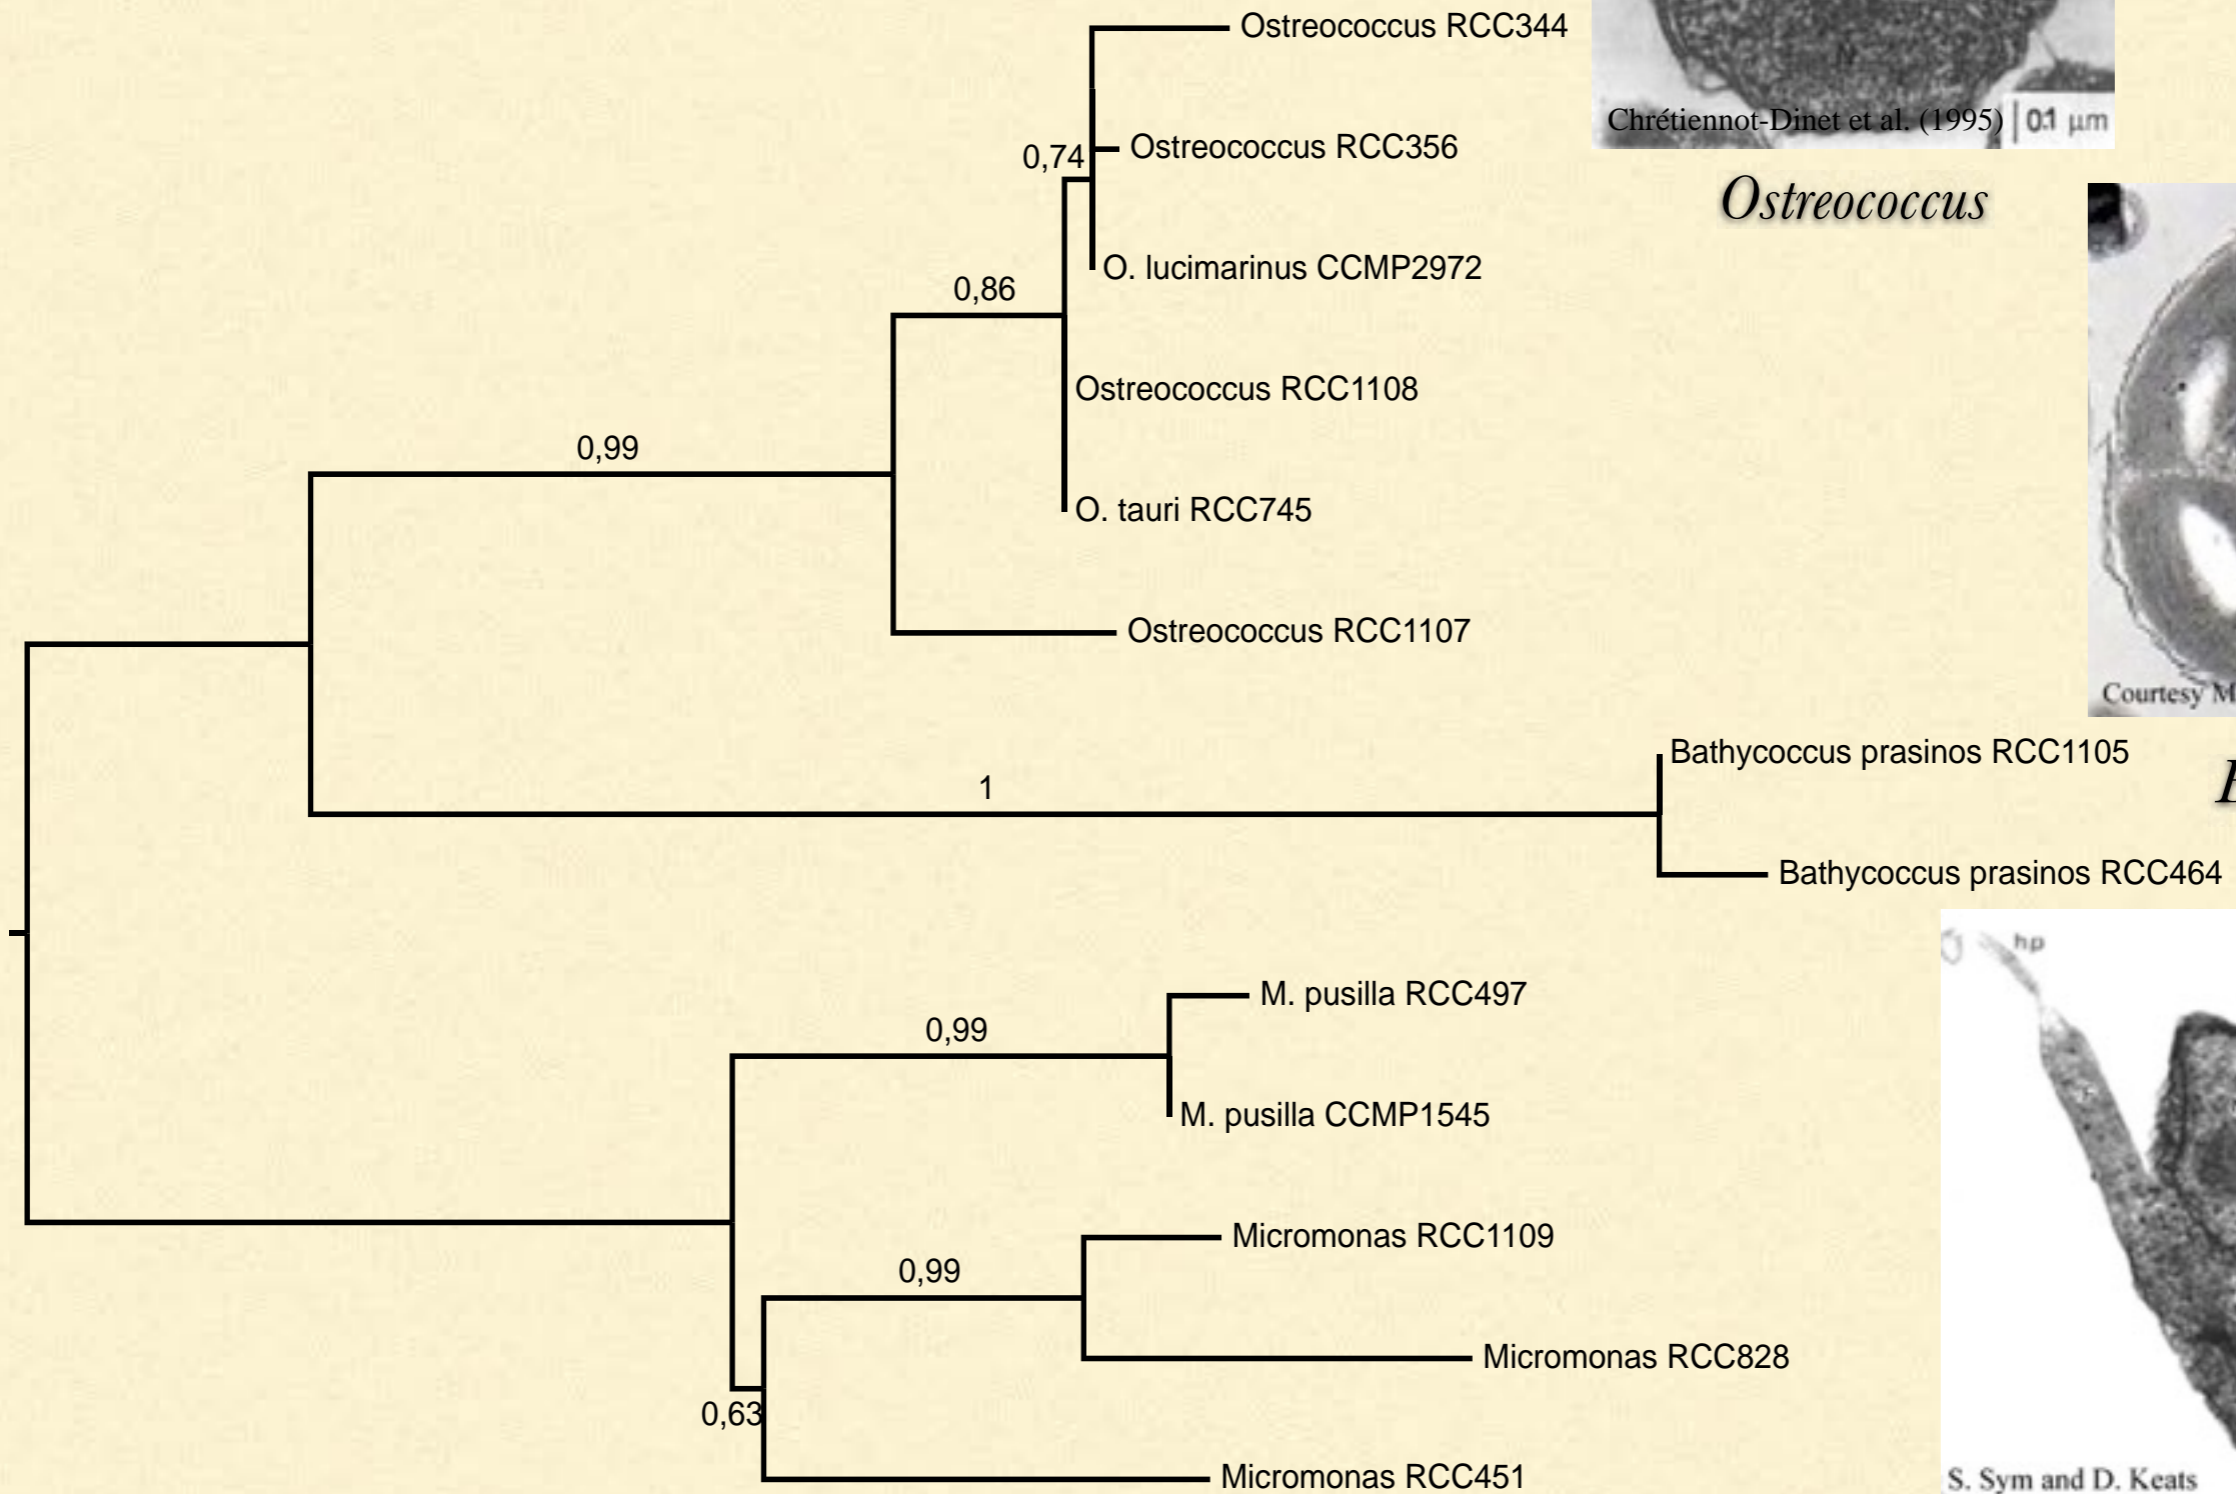 Ostreococcus RCC344
Chrétiennot-Dinet et al. (1995)
0.1 µm
Ostreococcus RCC356
0,74
Ostreococcus
O. lucimarinus CCMP2972
0,86
Ostreococcus RCC1108
0,99
O. tauri RCC745
Ostreococcus RCC1107
Courtesy M
Bathycoccus prasinos RCC1105
1
Bathycoccus prasinos RCC464
hp
M. pusilla RCC497
0,99
M. pusilla CCMP1545
Micromonas RCC1109
0,99
Micromonas RCC828
0,63
Micromonas RCC451
S. Sym and D. Keats